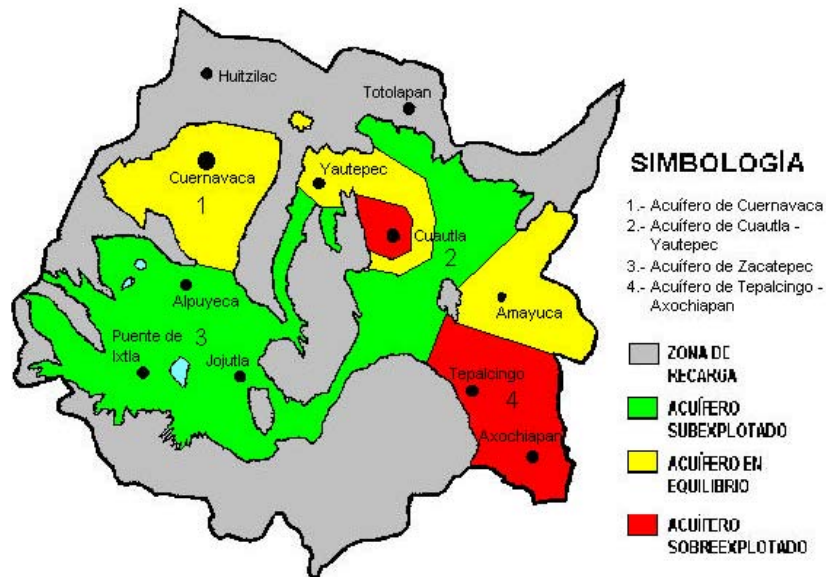 Huitzilac
Totolapan
Cuernavaca
1
Yautepec
Cuautla
2
Alpuyeca
Amayuca
Puente de
Ixtla
3
Jojutla
Tepalcingo
4
Axochiapan
SIMBOLOGÍA
1.- Acuífero de Cuernavaca
2.- Acuífero de Cuautla -
Yautepec
3.- Acuífero de Zacatepec
4.- Acuífero de Tepalcingo -
Axochiapan
ZONA DE
RECARGA
ACUÍFERO
SUBEXPLOTADO
ACUÍFERO EN
EQUILIBRIO
ACUÍFERO
SOBREEXPLOTADO